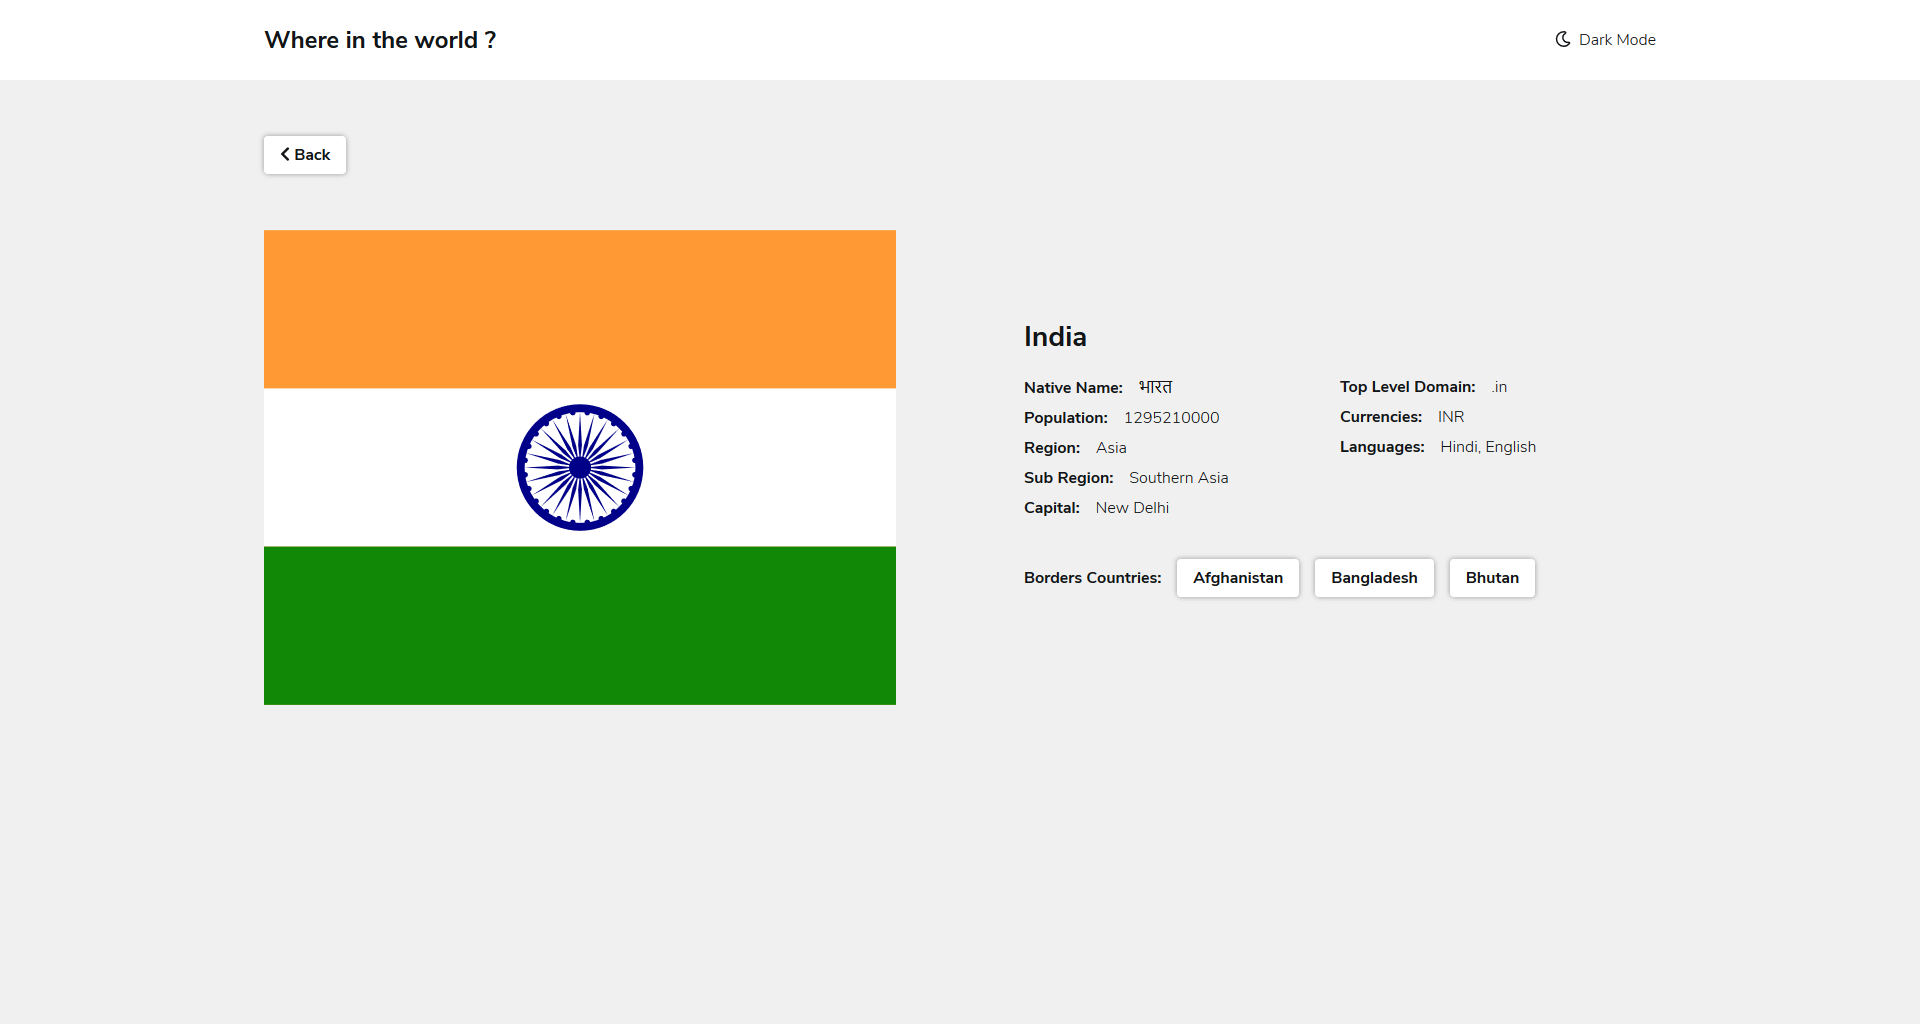 Where in the world ?
Dark Mode
Back
India
Native Name: भारत
Population: 1295210000
Region: Asia
Sub Region: Southern Asia
Capital: New Delhi
Top Level Domain: .in
Currencies: INR
Languages: Hindi, English
Borders Countries: Afghanistan Bangladesh Bhutan